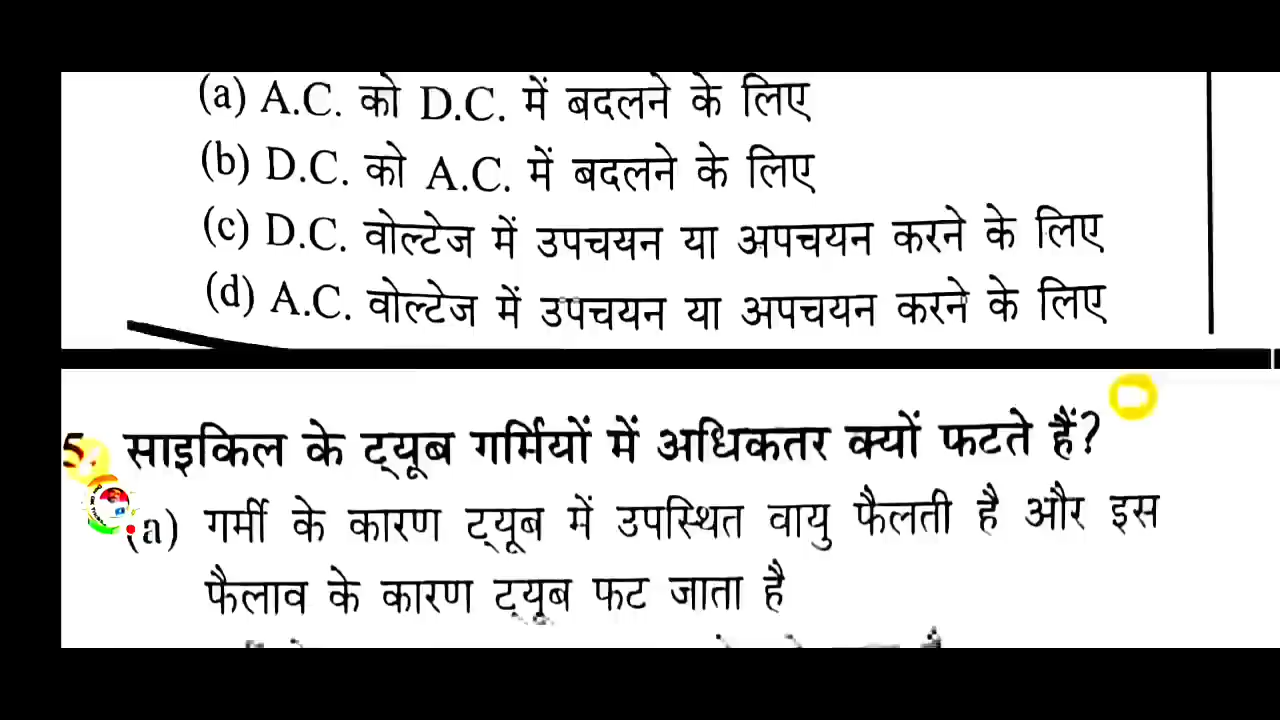 (a) A.C. को D.C. में बदलने के लिए
(b) D.C. को A.C. में बदलने के लिए
(c) D.C. वोल्टेज में उपचयन या अपचयन करने के लिए
(d) A.C. वोल्टेज में उपचयन या अपचयन करने के लिए
5. साइकिल के ट्यूब गर्मियों में अधिकतर क्यों फटते हैं?
(a) गर्मी के कारण ट्यूब में उपस्थित वायु फैलती है और इस
फैलाव के कारण ट्यूब फट जाता है